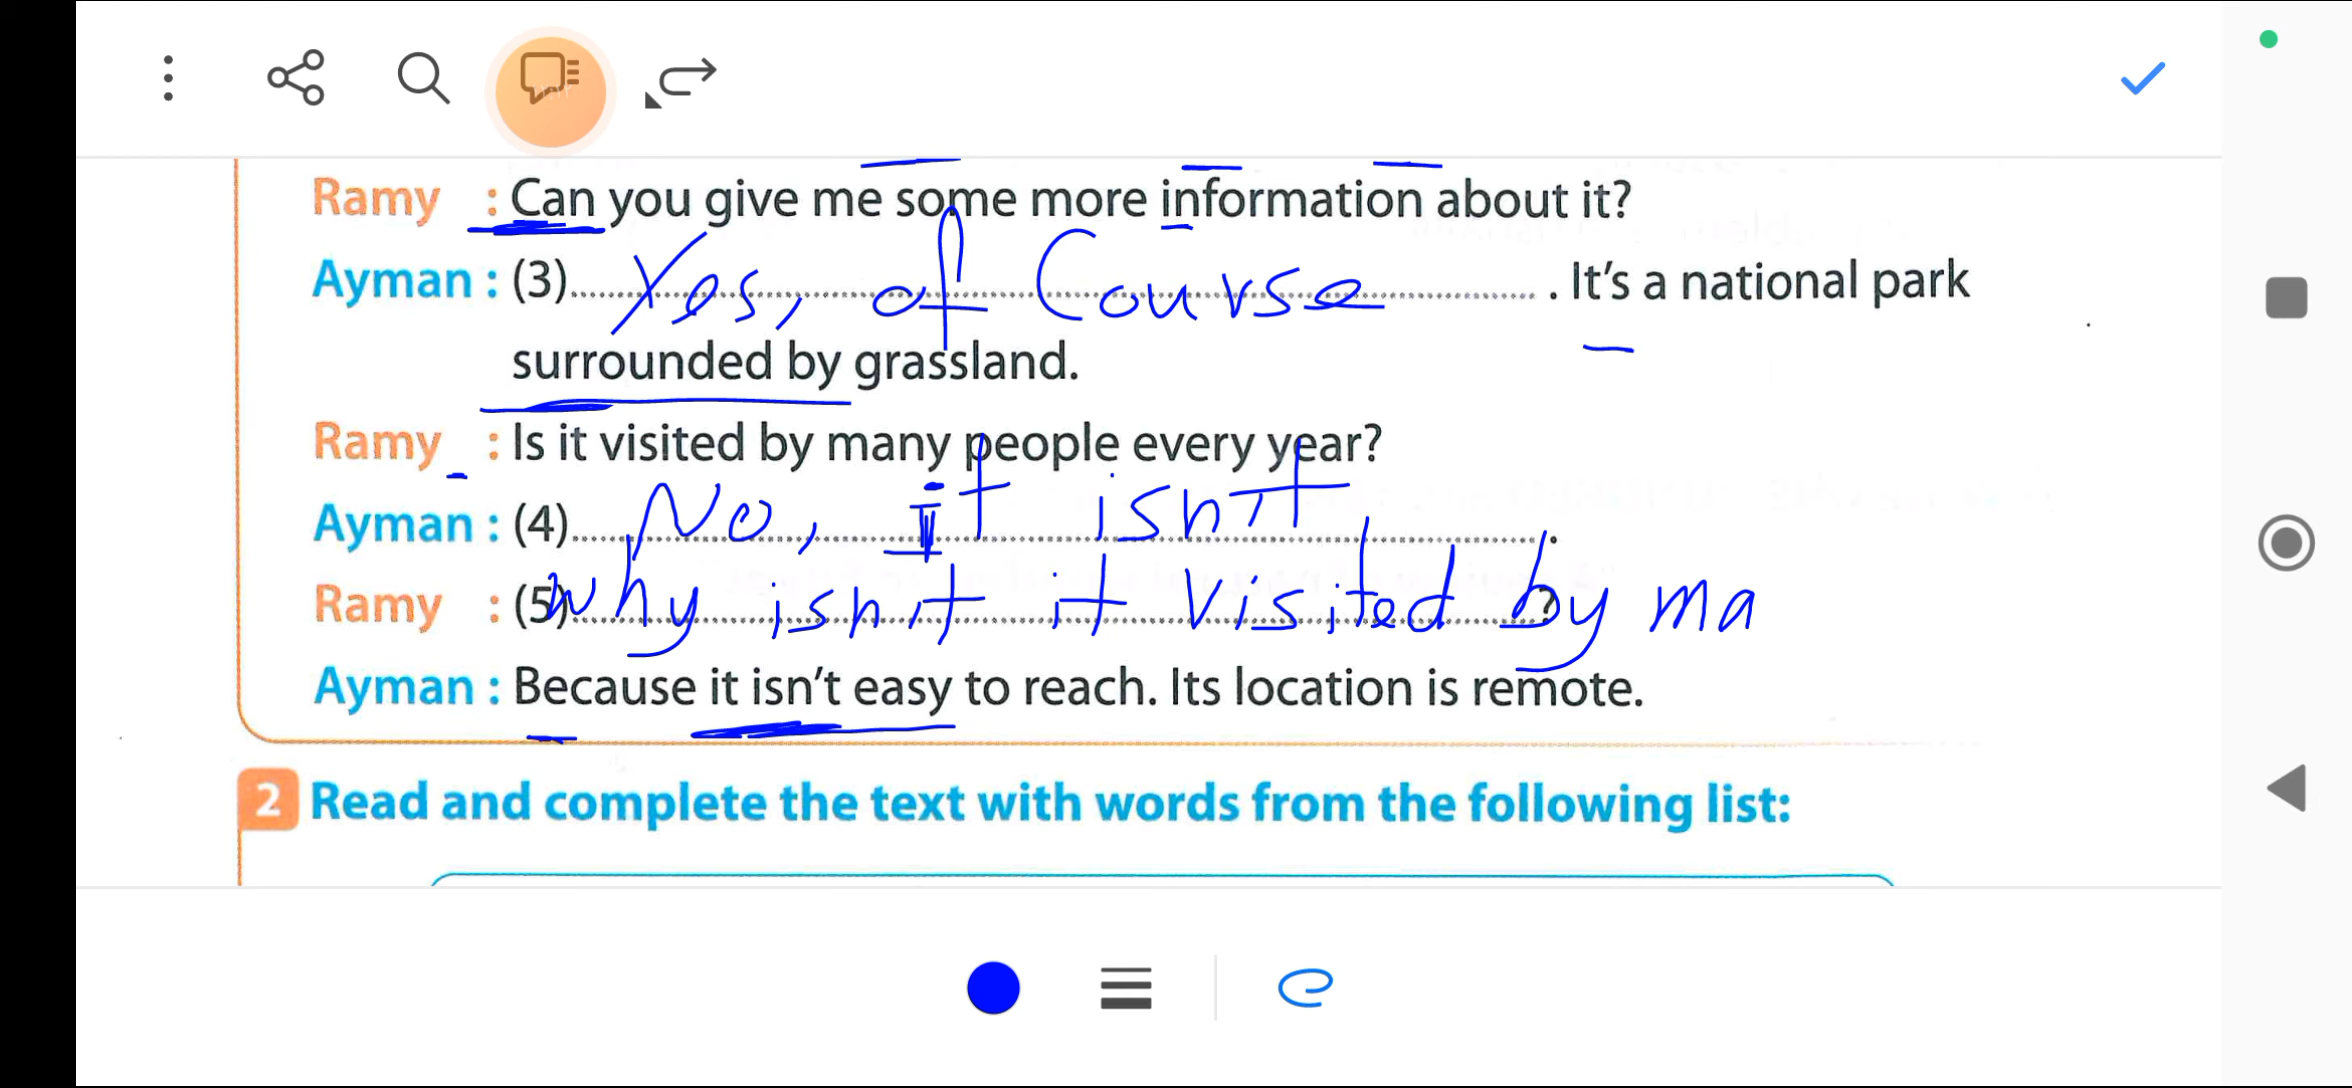 Ramy : Can you give me some more information about it?
Ayman : (3) Yes, of Course . It's a national park
surrounded by grassland.
Ramy : Is it visited by many people every year?
Ayman : (4) No, it isn't .
Ramy : (5) Why isn't it visited by ma ?
Ayman : Because it isn't easy to reach. Its location is remote.
2 Read and complete the text with words from the following list: